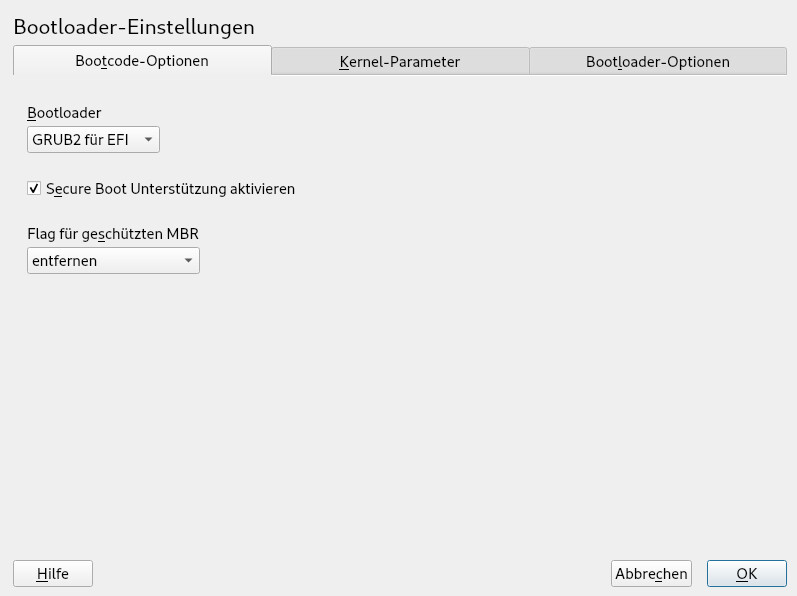 Bootloader-Einstellungen
Bootcode-Optionen
Kernel-Parameter
Bootloader-Optionen
Bootloader
GRUB2 für EFI
Secure Boot Unterstützung aktivieren
Flag für geschützten MBR
entfernen
Hilfe
Abbrechen
OK